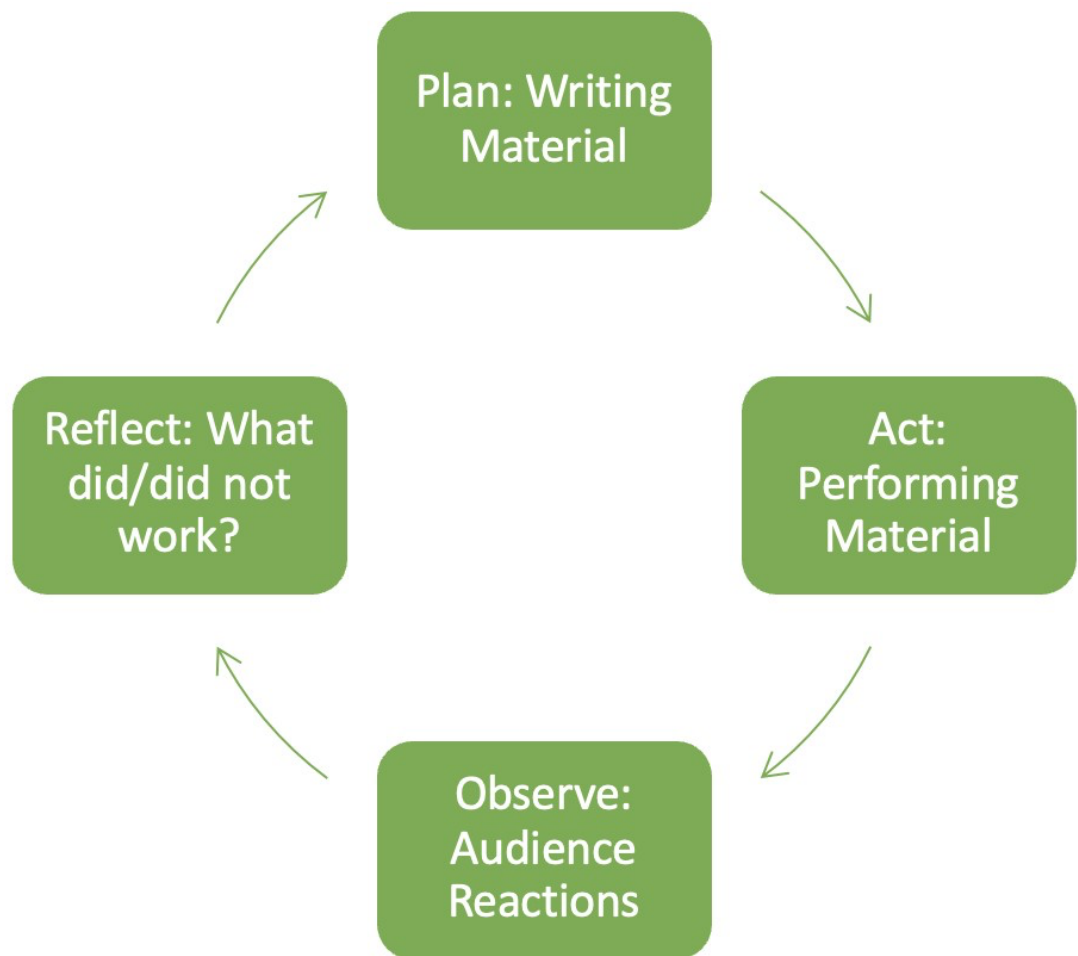 Plan: Writing
Material
Act:
Performing
Material
Observe:
Audience
Reactions
Reflect: What
did/did not
work?